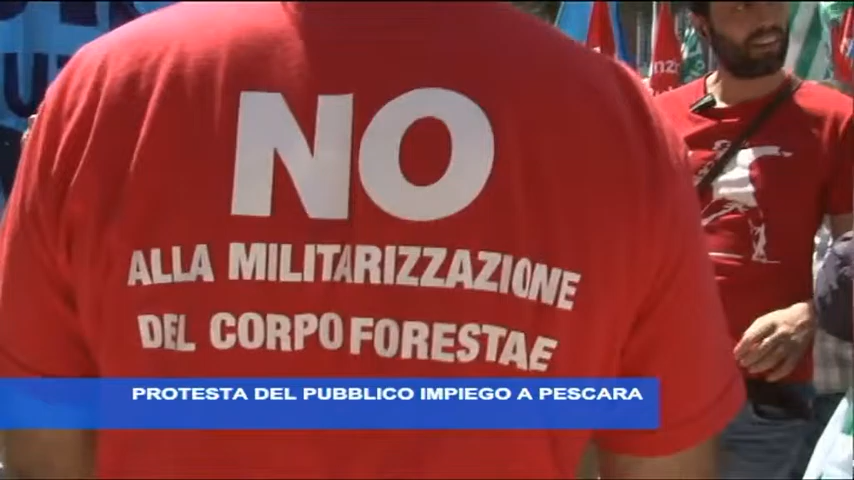 NO
ALLA MILITARIZZAZIONE
DEL CORPO FORESTAE
PROTESTA DEL PUBBLICO IMPIEGO A PESCARA